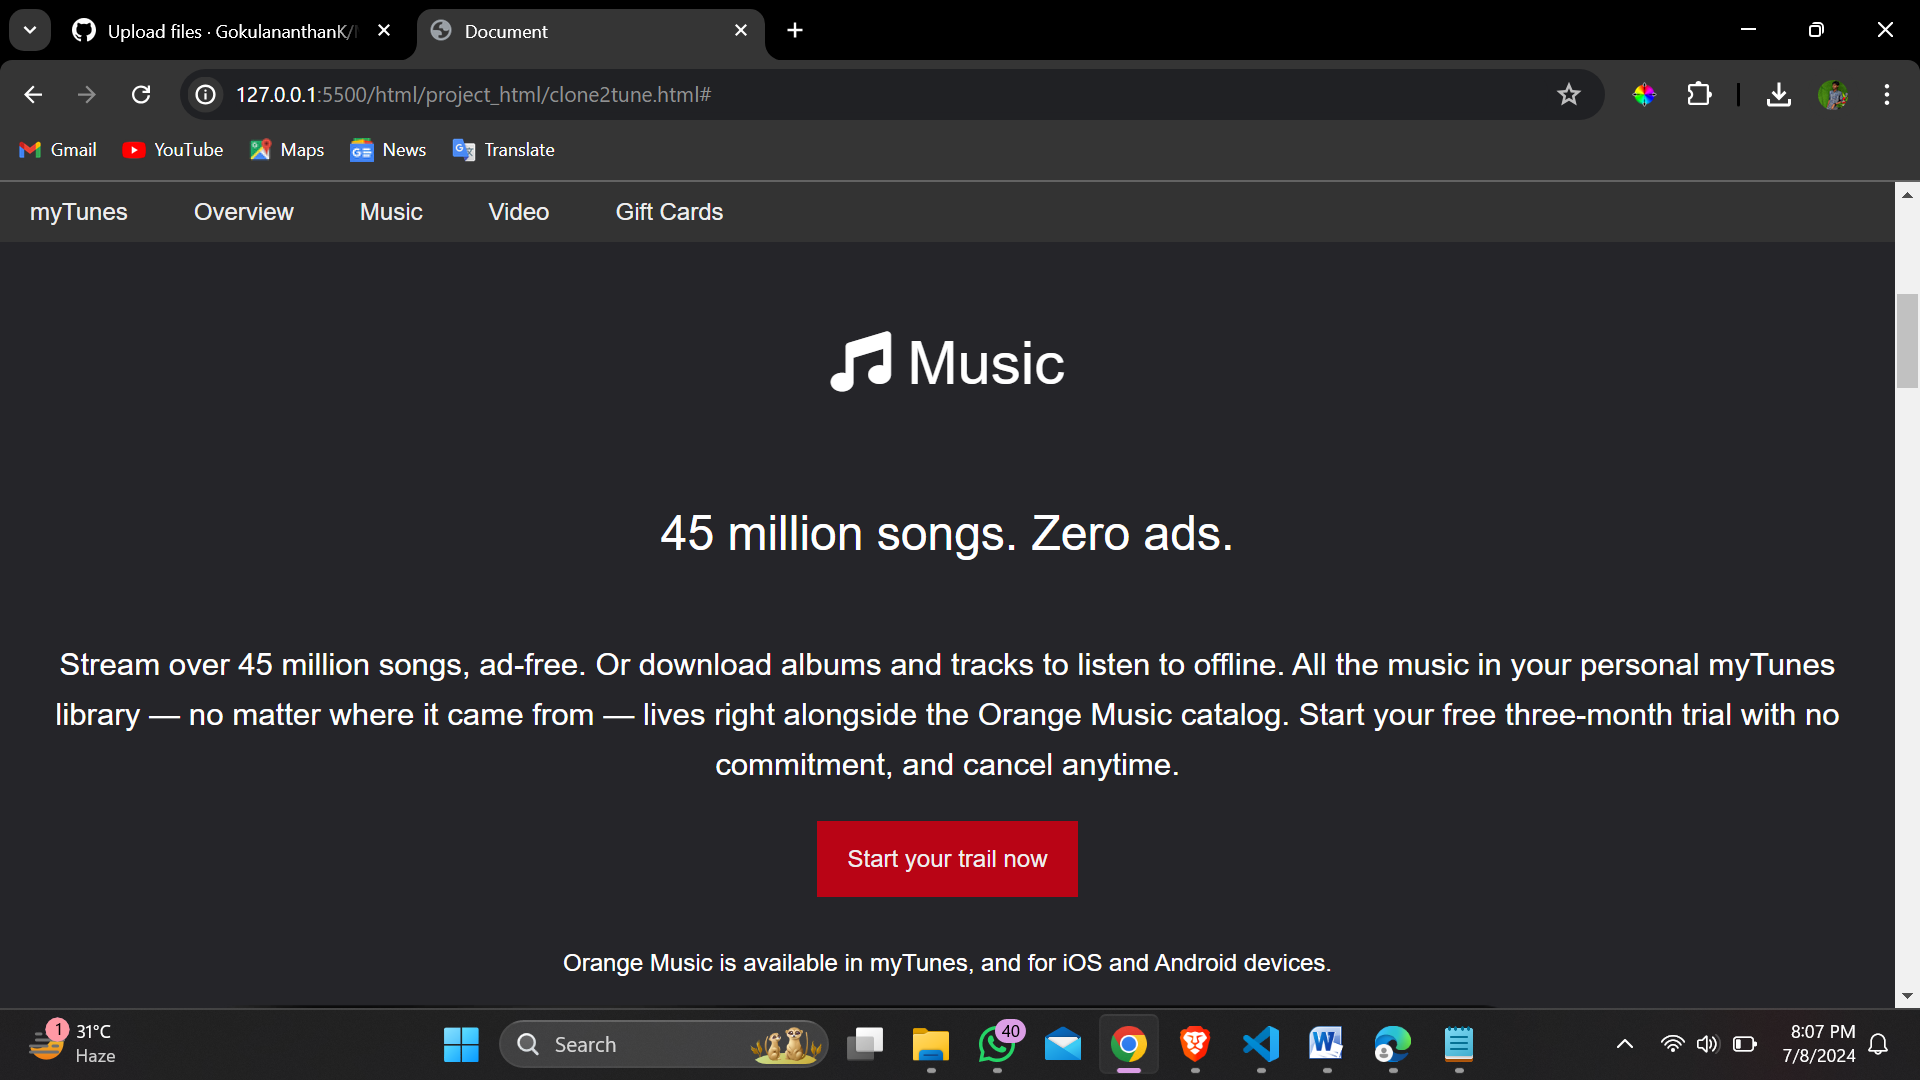 Upload files · GokulananthanK/
Document
127.0.0.1:5500/html/project_html/clone2tune.html#
Gmail YouTube Maps News Translate
myTunes Overview Music Video Gift Cards
Music
45 million songs. Zero ads.
Stream over 45 million songs, ad-free. Or download albums and tracks to listen to offline. All the music in your personal myTunes
library — no matter where it came from — lives right alongside the Orange Music catalog. Start your free three-month trial with no
commitment, and cancel anytime.
Start your trail now
Orange Music is available in myTunes, and for iOS and Android devices.
1 31°C
Haze
Search
40
8:07 PM
7/8/2024